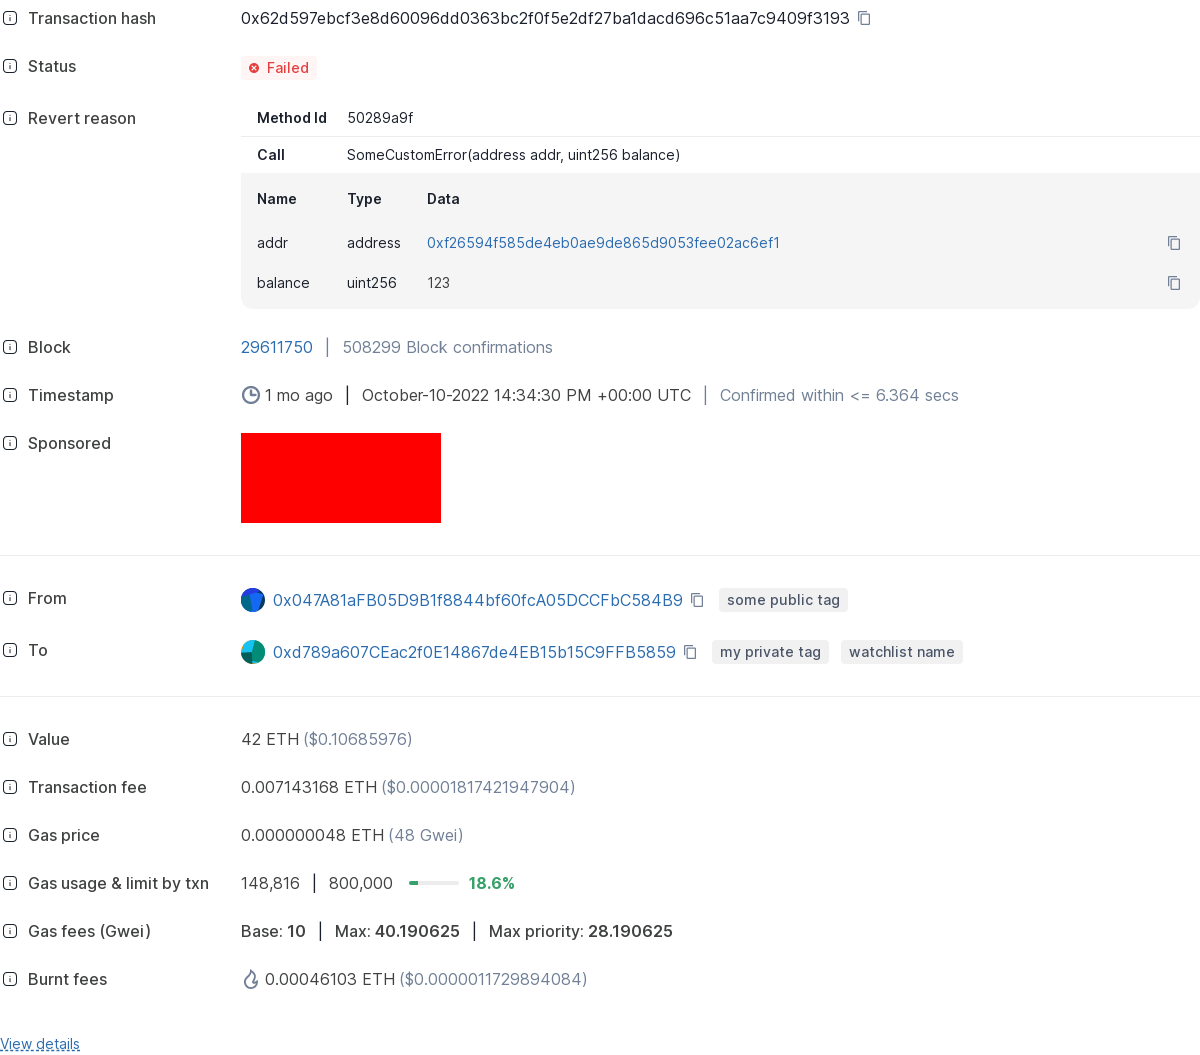 Transaction hash 0x62d597ebcf3e8d60096dd0363bc2f0f5e2df27ba1dacd696c51aa7c9409f3193
Status Failed
Revert reason Method Id 50289a9f
Call SomeCustomError(address addr, uint256 balance)
Name Type Data
addr address 0xf26594f585de4eb0ae9de865d9053fee02ac6ef1
balance uint256 123
Block 29611750 | 508299 Block confirmations
Timestamp 1 mo ago | October-10-2022 14:34:30 PM +00:00 UTC | Confirmed within <= 6.364 secs
Sponsored
From 0x047A81aFB05D9B1f8844bf60fcA05DCCFbC584B9 some public tag
To 0xd789a607CEac2f0E14867de4EB15b15C9FFB5859 my private tag watchlist name
Value 42 ETH ($0.10685976)
Transaction fee 0.007143168 ETH ($0.00001817421947904)
Gas price 0.000000048 ETH (48 Gwei)
Gas usage & limit by txn 148,816 | 800,000 18.6%
Gas fees (Gwei) Base: 10 | Max: 40.190625 | Max priority: 28.190625
Burnt fees 0.00046103 ETH ($0.0000011729894084)
View details